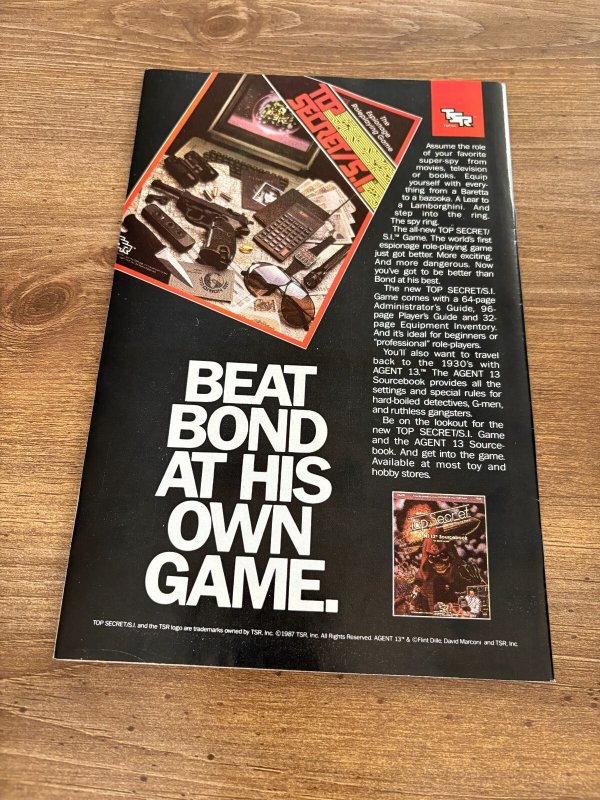 TOP
SECRET/S.I.
The
Espionage
Roleplaying Game
TSR
TSR
Assume the role
of your favorite
super-spy from
movies, television
or books. Equip
yourself with every-
thing from a Baretta
to a bazooka. A Lear to
a Lamborghini. And
step into the ring.
The spy ring.
The all-new TOP SECRET/
S.I.™ Game. The world's first
espionage role-playing game
just got better. More exciting.
And more dangerous. Now
you've got to be better than
Bond at his best.
The new TOP SECRET/S.I.
Game comes with a 64-page
Administrator's Guide, 96-
page Player's Guide and 32-
page Equipment Inventory.
And it's ideal for beginners or
"professional" role-players.
You'll also want to travel
back to the 1930's with
AGENT 13.™ The AGENT 13
Sourcebook provides all the
settings and special rules for
hard-boiled detectives, G-men,
and ruthless gangsters.
Be on the lookout for the
new TOP SECRET/S.I. Game
and the AGENT 13 Source-
book. And get into the game.
Available at most toy and
hobby stores.
BEAT
BOND
AT HIS
OWN
GAME.
Top Secret
AGENT 13™ SOURCEBOOK
TOP SECRET/S.I. and the TSR logo are trademarks owned by TSR, Inc. ©1987 TSR, Inc. All Rights Reserved. AGENT 13™ & ©Flint Dille, David Marconi and TSR, Inc.